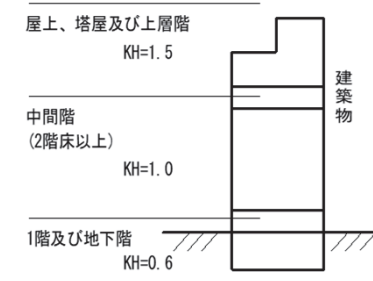 屋上、塔屋及び上層階
KH=1.5
建築物
中間階
(2階床以上)
KH=1.0
1階及び地下階
KH=0.6